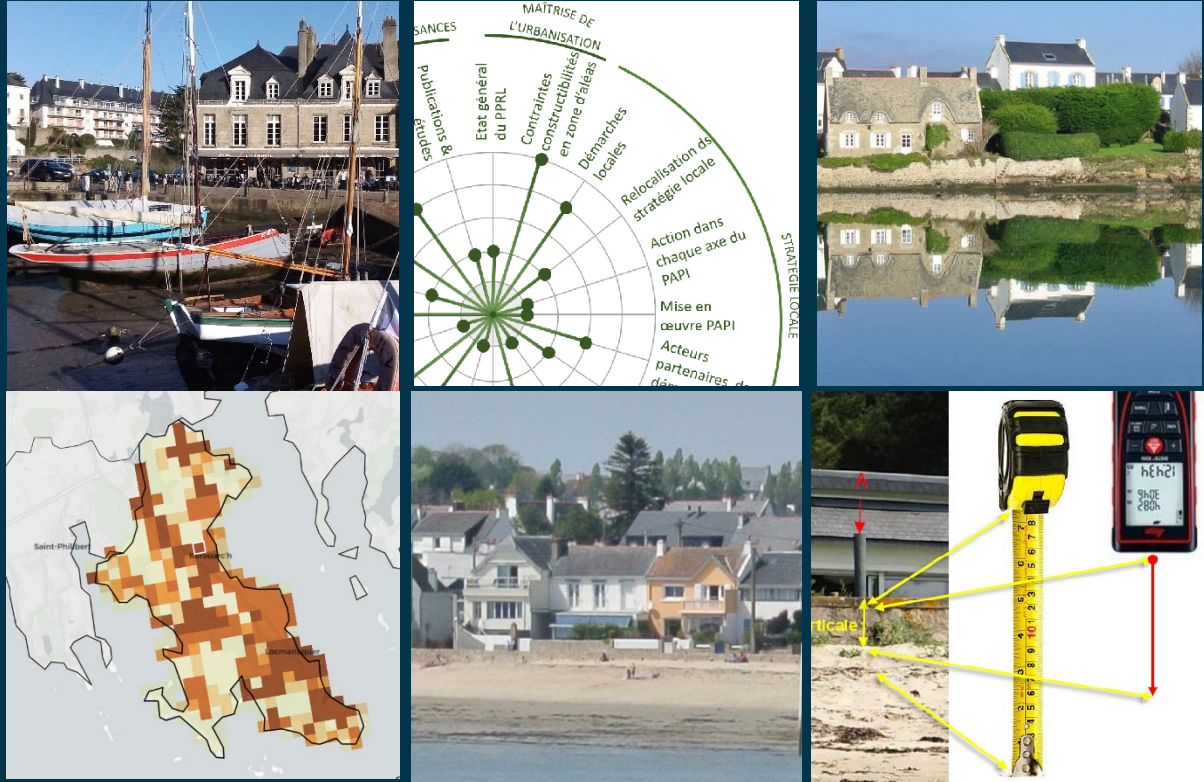 SANCES
MAÎTRISE DE
L'URBANISATION
Publications &
études
Etat général
du PPRL
Contraintes
constructibilités
en zone d'aléas
Démarches
locales
Relocalisation ds
stratégie locale
Action dans
chaque axe du
PAPI
Mise en
œuvre PAPI
Acteurs
partenaires
STRATÉGIE LOCALE
Saint-Philibert
Locmariaquer
A
rticale